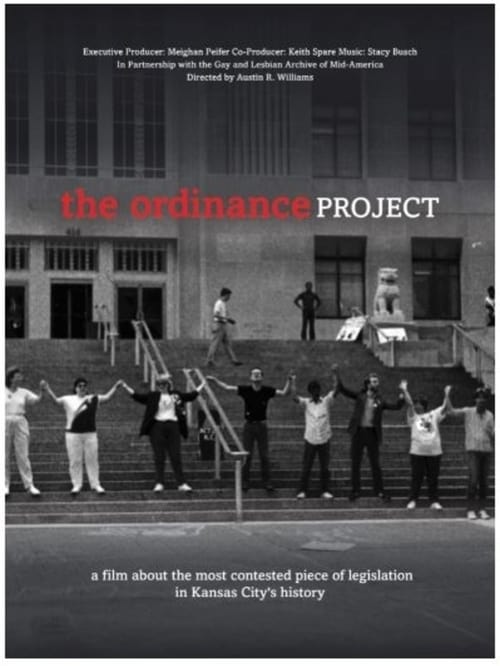 Executive Producer: Meighan Peifer Co-Producer: Keith Spare Music: Stacy Busch
In Partnership with the Gay and Lesbian Archive of Mid-America
Directed by Austin R. Williams
the ordinance PROJECT
a film about the most contested piece of legislation
in Kansas City's history